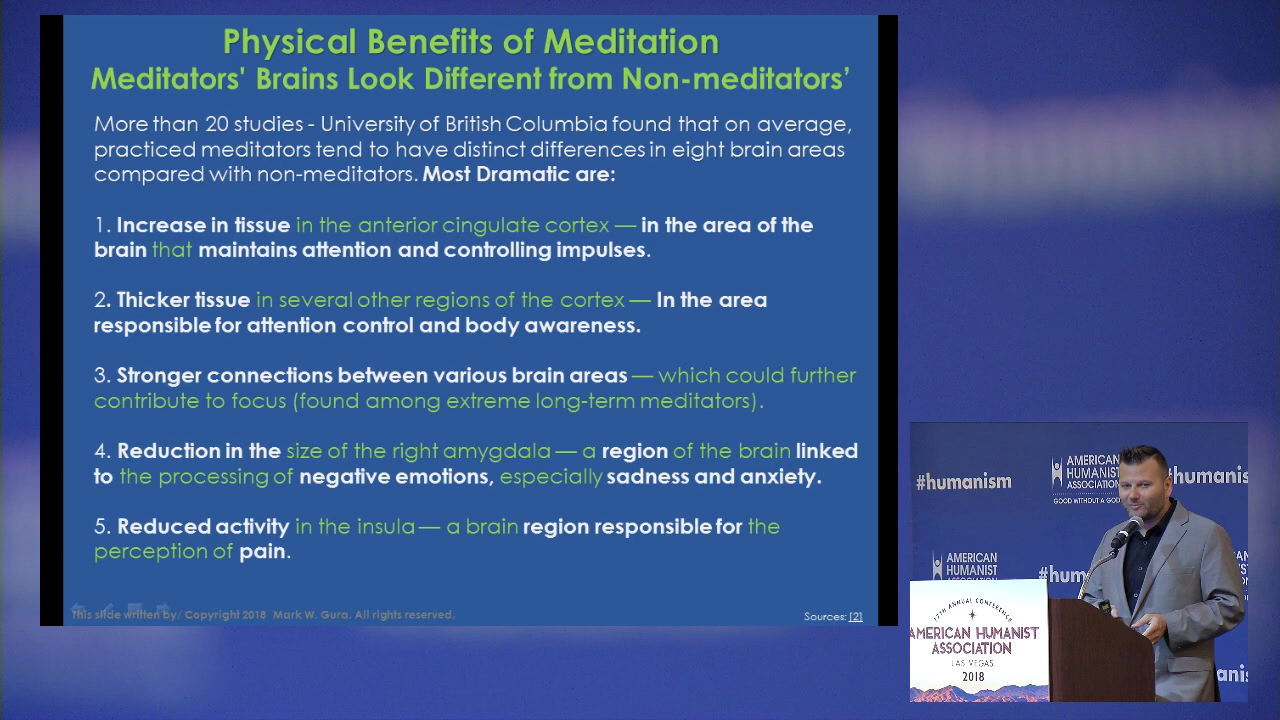 Physical Benefits of Meditation
Meditators' Brains Look Different from Non-meditators’
More than 20 studies - University of British Columbia found that on average,
practiced meditators tend to have distinct differences in eight brain areas
compared with non-meditators. Most Dramatic are:
1. Increase in tissue in the anterior cingulate cortex — in the area of the
brain that maintains attention and controlling impulses.
2. Thicker tissue in several other regions of the cortex — In the area
responsible for attention control and body awareness.
3. Stronger connections between various brain areas — which could further
contribute to focus (found among extreme long-term meditators).
4. Reduction in the size of the right amygdala — a region of the brain linked
to the processing of negative emotions, especially sadness and anxiety.
5. Reduced activity in the insula — a brain region responsible for the
perception of pain.
This slide written by/ Copyright 2018 Mark W. Gura. All rights reserved.
Sources: [2]
#humanism
AMERICAN
HUMANIST
ASSOCIATION
GOOD WITHOUT A GOD
humanis
AMERICAN
HUMANIST
ASSOCIATION
#hum
77TH ANNUAL CONFERENCE
AMERICAN HUMANIST
ASSOCIATION
LAS VEGAS
2018
anis